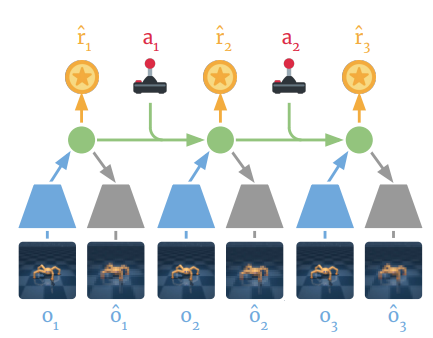 r̂₁ a₁ r̂₂ a₂ r̂₃
o₁ ô₁ o₂ ô₂ o₃ ô₃